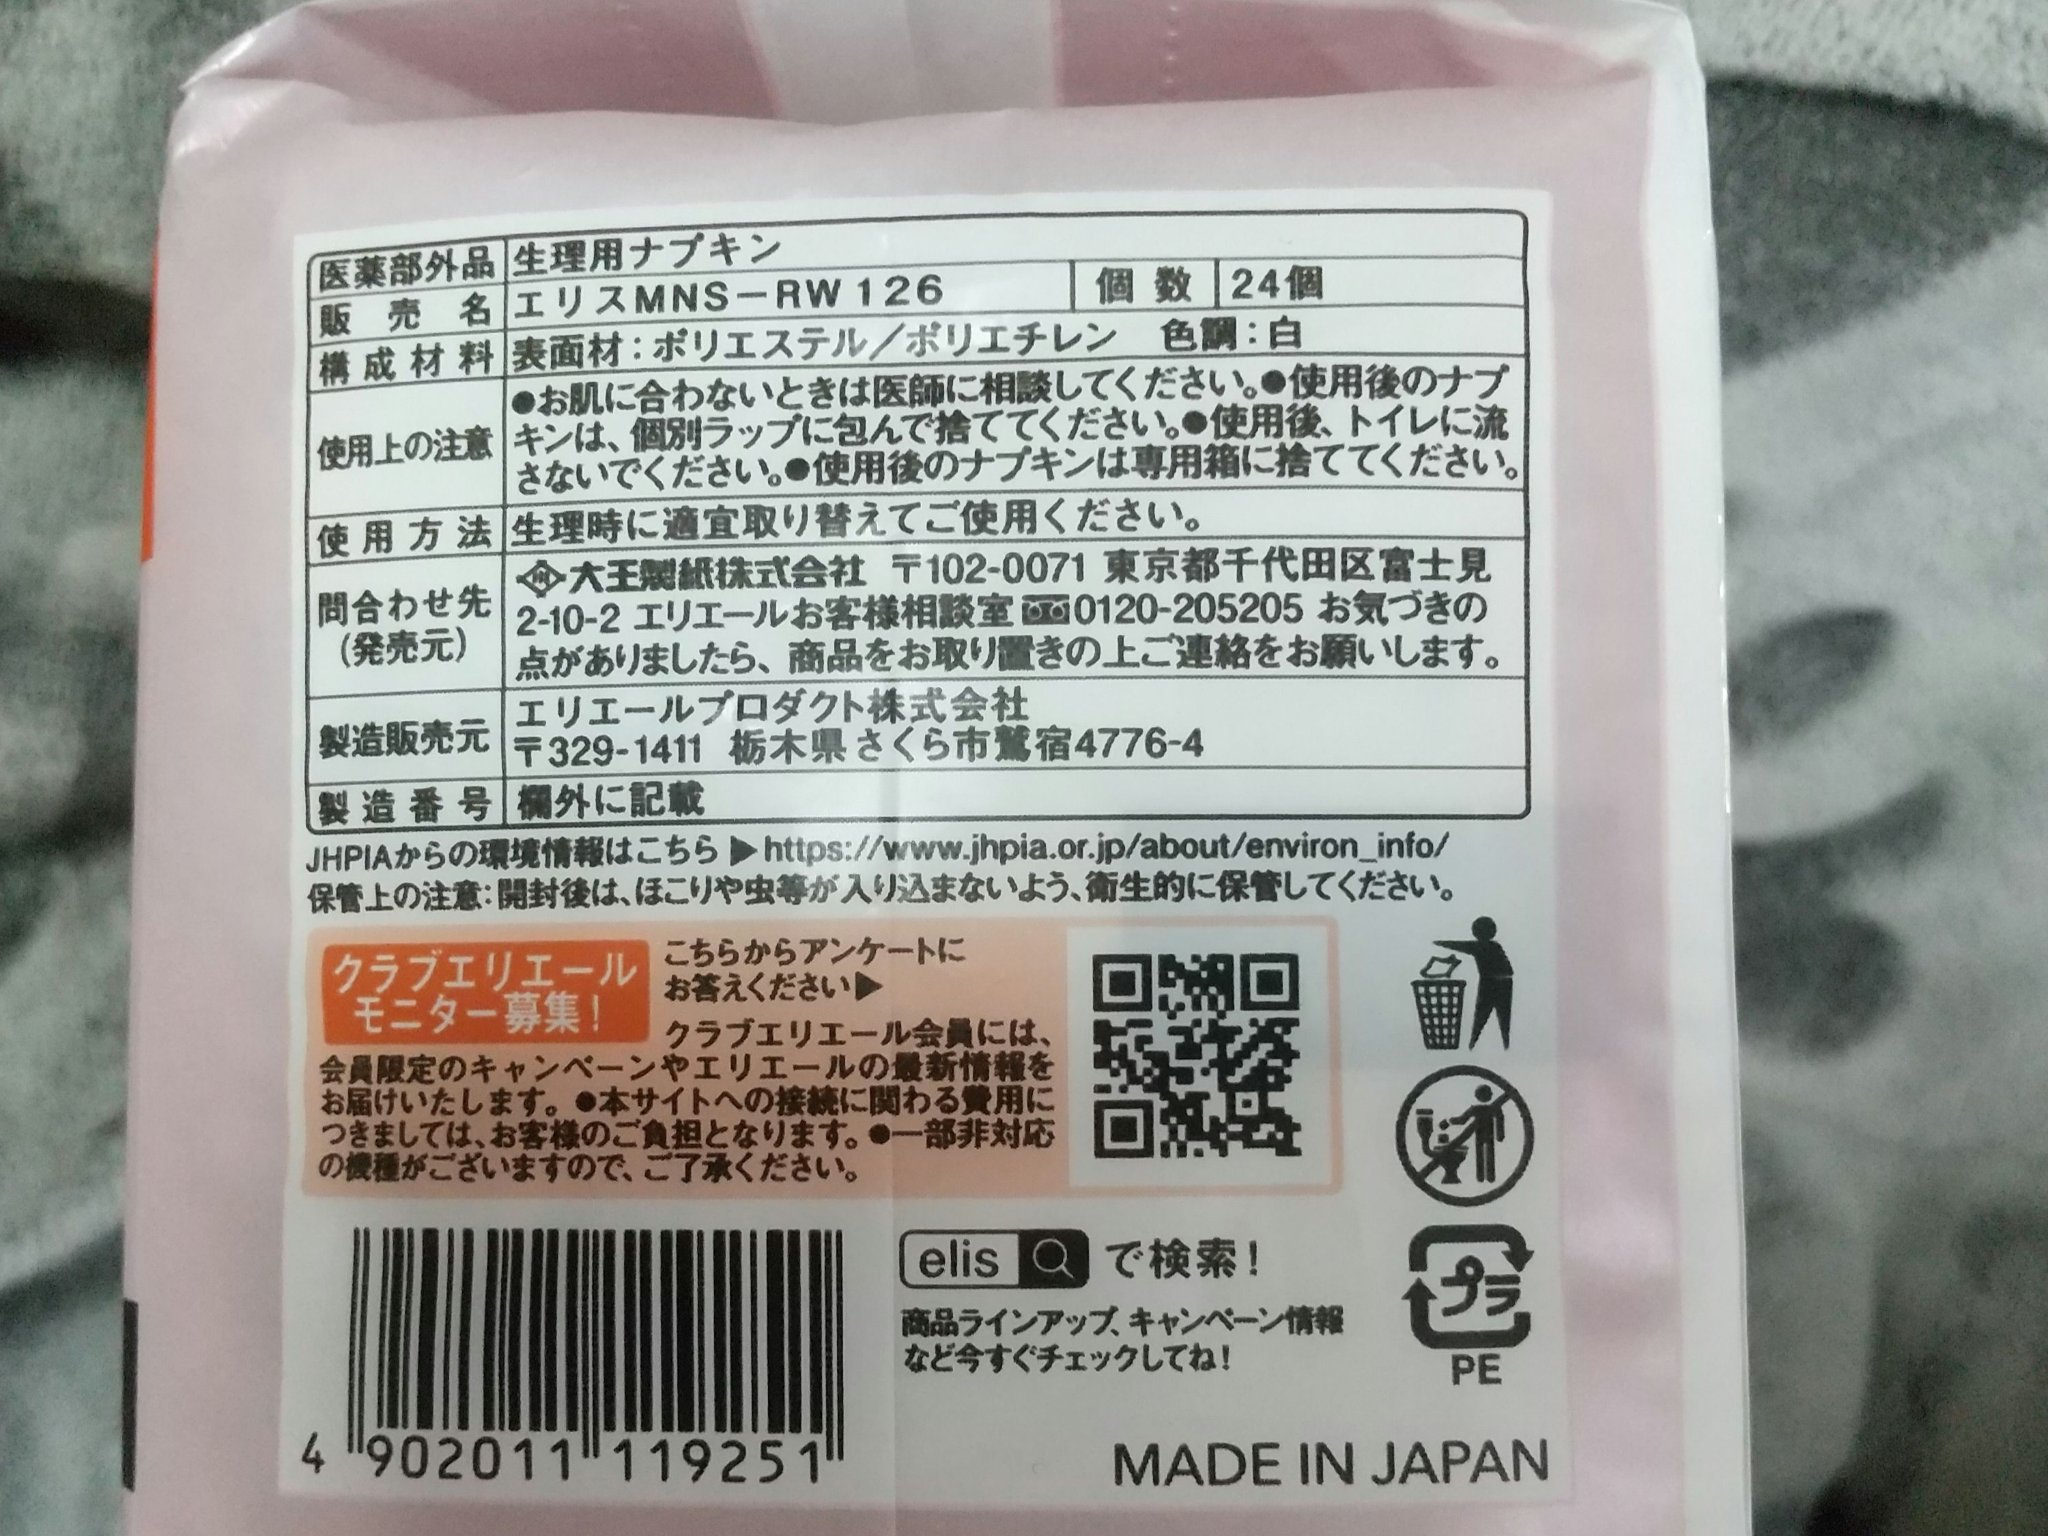 医薬部外品 生理用ナプキン
販売名 エリスMNS-RW126 個数 24個
構成材料 表面材:ポリエステル/ポリエチレン 色調:白
使用上の注意 ●お肌に合わないときは医師に相談してください。●使用後のナプ
キンは、個別ラップに包んで捨ててください。●使用後、トイレに流
さないでください。●使用後のナプキンは専用箱に捨ててください。
使用方法 生理時に適宜取り替えてご使用ください。
問合わせ先 (発売元) 大王製紙株式会社 〒102-0071 東京都千代田区富士見
2-10-2 エリエールお客様相談室 0120-205205 お気づきの
点がありましたら、商品をお取り置きの上ご連絡をお願いします。
製造販売元 エリエールプロダクト株式会社
〒329-1411 栃木県さくら市鷲宿4776-4
製造番号 欄外に記載
JHPIAからの環境情報はこちら▶https://www.jhpia.or.jp/about/environ_info/
保管上の注意:開封後は、ほこりや虫等が入り込まないよう、衛生的に保管してください。
クラブエリエール
モニター募集!
こちらからアンケートに
お答えください▶
クラブエリエール会員には、
会員限定のキャンペーンやエリエールの最新情報を
お届けいたします。●本サイトへの接続に関わる費用に
つきましては、お客様のご負担となります。●一部非対応
の機種がございますので、ご了承ください。
elis で検索!
商品ラインアップ、キャンペーン情報
など今すぐチェックしてね!
プラ
PE
4 902011 119251
MADE IN JAPAN